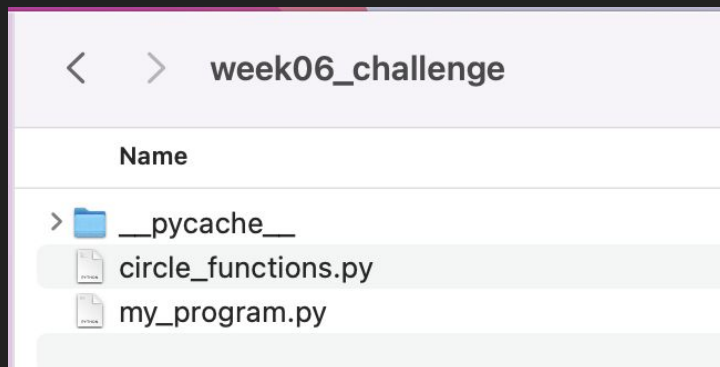 week06_challenge
Name
__pycache__
circle_functions.py
my_program.py